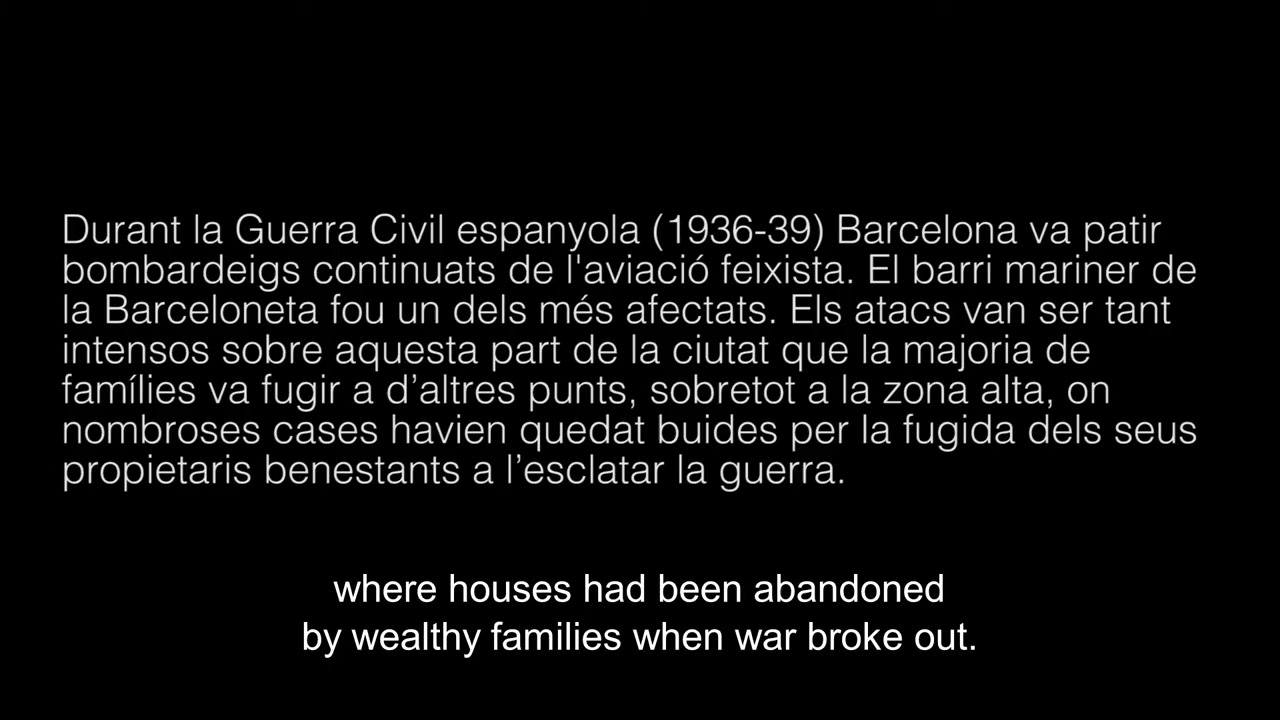 Durant la Guerra Civil espanyola (1936-39) Barcelona va patir
bombardeigs continuats de l'aviació feixista. El barri mariner de
la Barceloneta fou un dels més afectats. Els atacs van ser tant
intensos sobre aquesta part de la ciutat que la majoria de
famílies va fugir a d’altres punts, sobretot a la zona alta, on
nombroses cases havien quedat buides per la fugida dels seus
propietaris benestants a l’esclatar la guerra.
where houses had been abandoned
by wealthy families when war broke out.